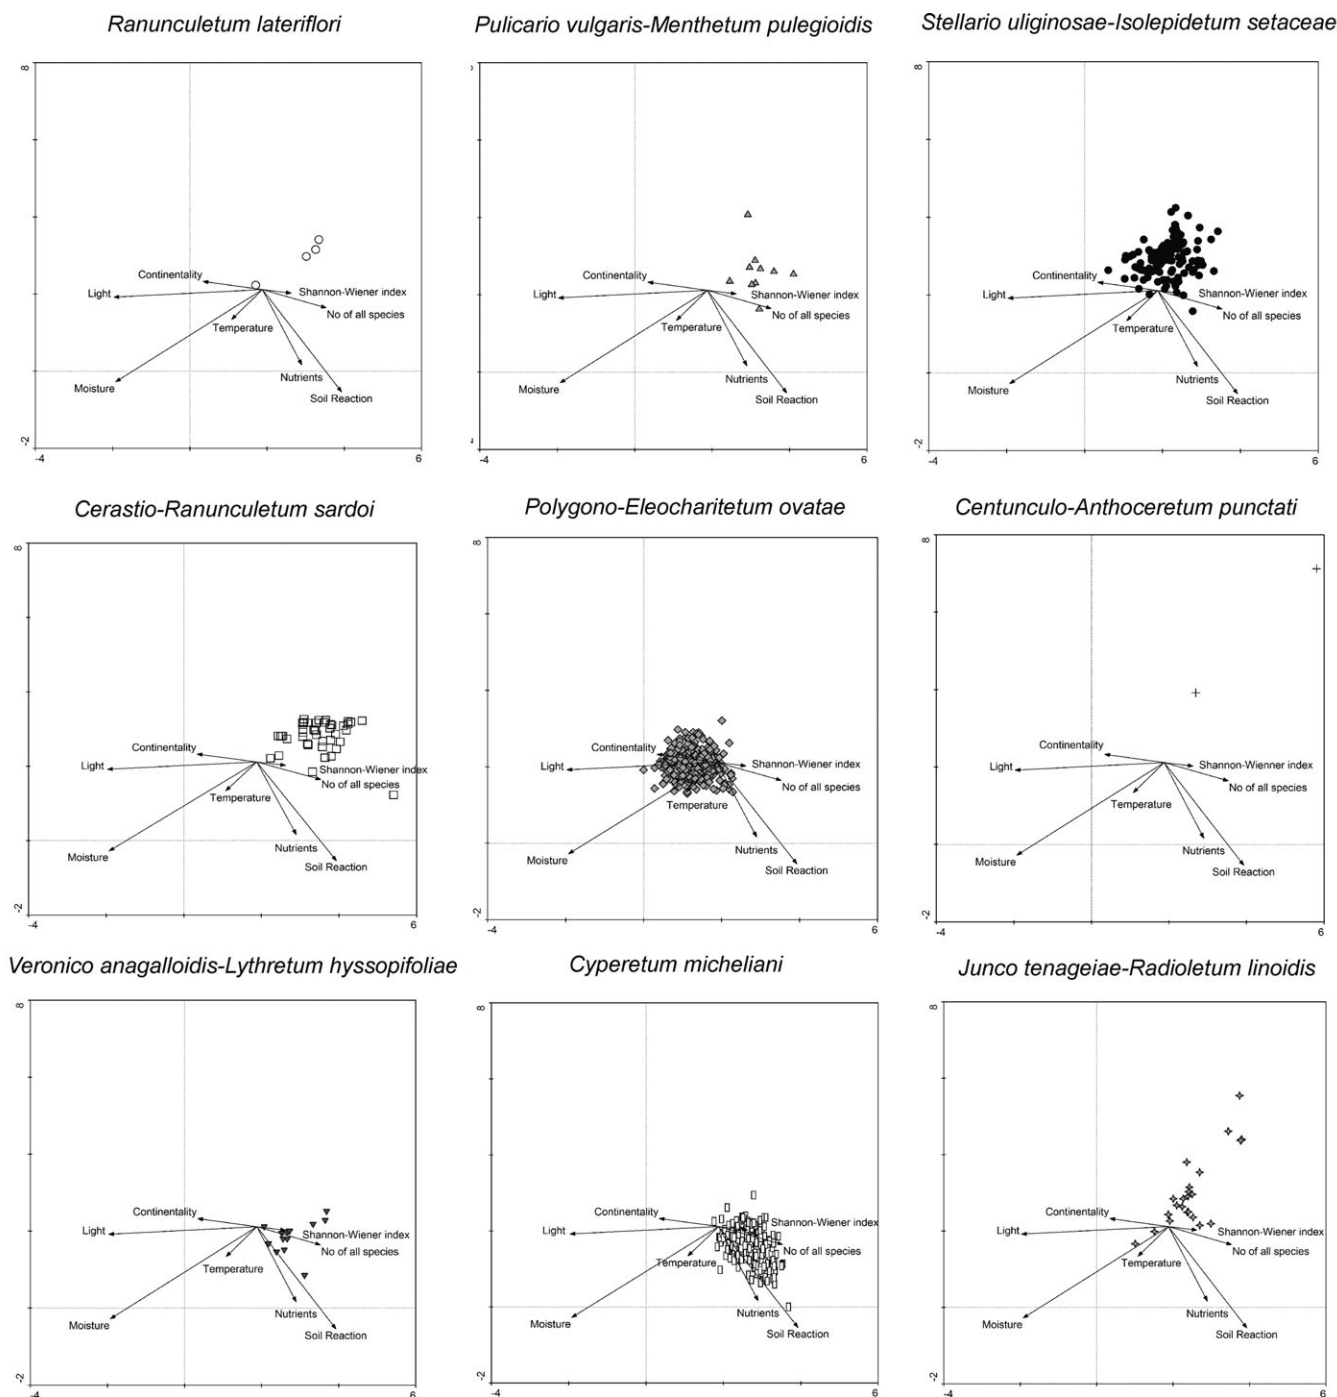 Ranunculetum lateriflori
Pulicario vulgaris-Menthetum pulegioidis
Stellario uliginosae-Isolepidetum setaceae
8
Continentality
Light
Shannon-Wiener index
No of all species
Temperature
Moisture
Nutrients
Soil Reaction
-2
-4
6
Continentality
Light
Shannon-Wiener index
No of all species
Temperature
Moisture
Nutrients
Soil Reaction
-4
6
8
Continentality
Light
Shannon-Wiener index
No of all species
Temperature
Moisture
Nutrients
Soil Reaction
-2
-4
6
Cerastio-Ranunculetum sardoi
Polygono-Eleocharitetum ovatae
Centunculo-Anthoceretum punctati
8
Continentality
Light
Shannon-Wiener index
No of all species
Temperature
Moisture
Nutrients
Soil Reaction
-2
-4
6
8
Continentality
Light
Shannon-Wiener index
No of all species
Temperature
Moisture
Nutrients
Soil Reaction
-2
-4
6
8
Continentality
Light
Shannon-Wienner index
No of all species
Temperature
Moisture
Nutrients
Soil Reaction
-2
-4
6
Veronico anagalloidis-Lythretum hyssopifoliae
Cyperetum micheliani
Junco tenageiae-Radioletum linoidis
8
Continentality
Light
Shannon-Wiener index
No of all species
Temperature
Moisture
Nutrients
Soil Reaction
-2
-4
6
8
Continentality
Light
Shannon-Wiener index
No of all species
Temperature
Moisture
Nutrients
Soil Reaction
-2
-4
6
8
Continentality
Light
Shannon-Wiener index
No of all species
Temperature
Moisture
Nutrients
Soil Reaction
-2
-4
6